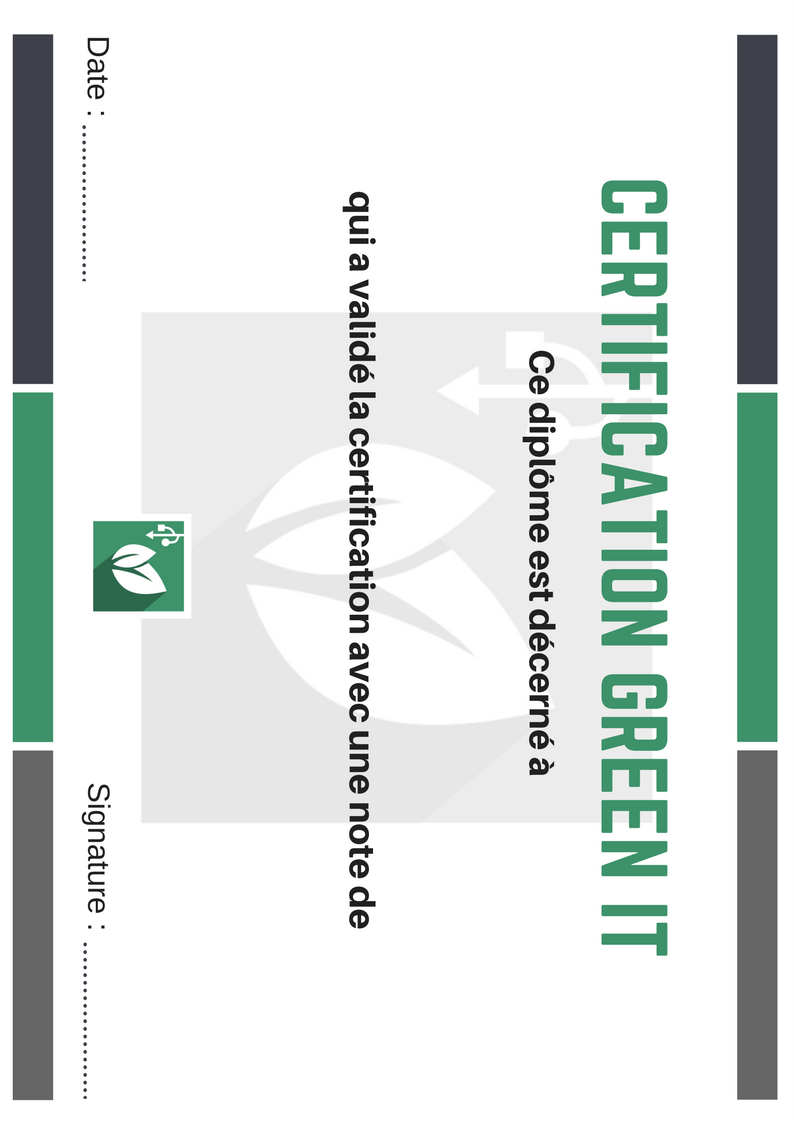 CERTIFICATION GREEN IT
Ce diplôme est décerné à
qui a validé la certification avec une note de
Date : ....................
Signature : ....................